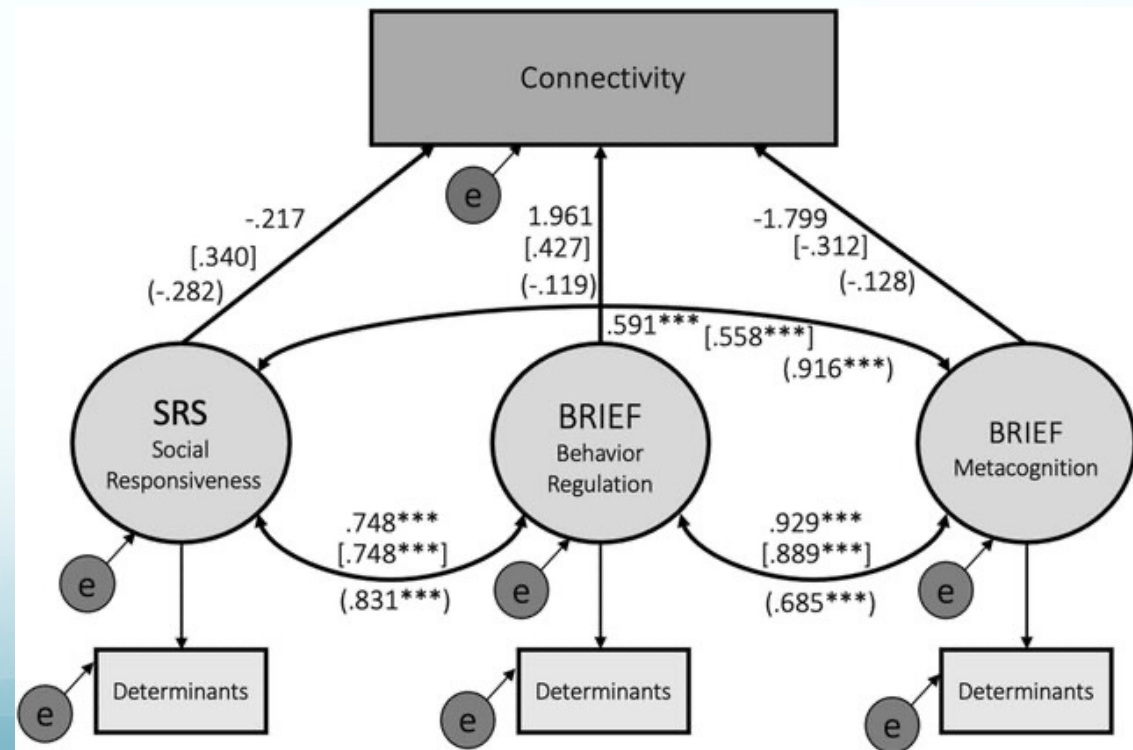 Connectivity
e
-.217
[.340]
(-.282)
1.961
[.427]
(-.119)
-1.799
[-.312]
(-.128)
.591***
[.558***]
(.916***)
SRS
Social
Responsiveness
BRIEF
Behavior
Regulation
BRIEF
Metacognition
.748***
[.748***]
(.831***)
.929***
[.889***]
(.685***)
e
e
e
Determinants
Determinants
Determinants
e
e
e